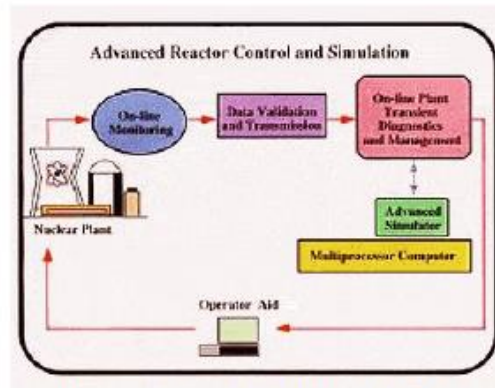 Advanced Reactor Control and Simulation
On-line
Monitoring
Data Validation
and Transmission
On-line Plant
Transient
Diagnostics
and Management
Nuclear Plant
Advanced
Simulator
Multiprocessor Computer
Operator Aid